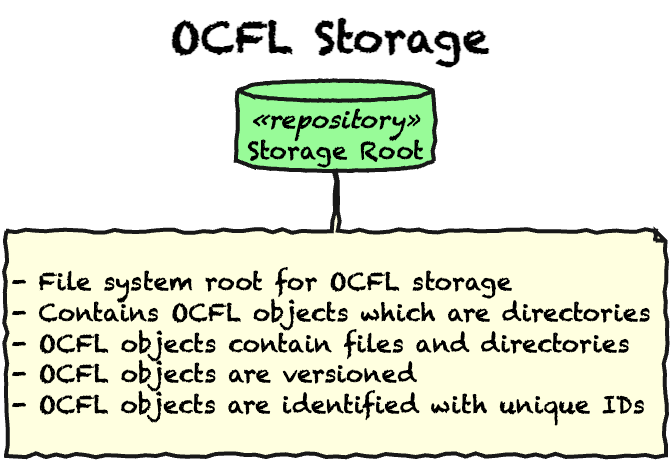 OCFL Storage
«repository»
Storage Root
- File system root for OCFL storage
- Contains OCFL objects which are directories
- OCFL objects contain files and directories
- OCFL objects are versioned
- OCFL objects are identified with unique IDs